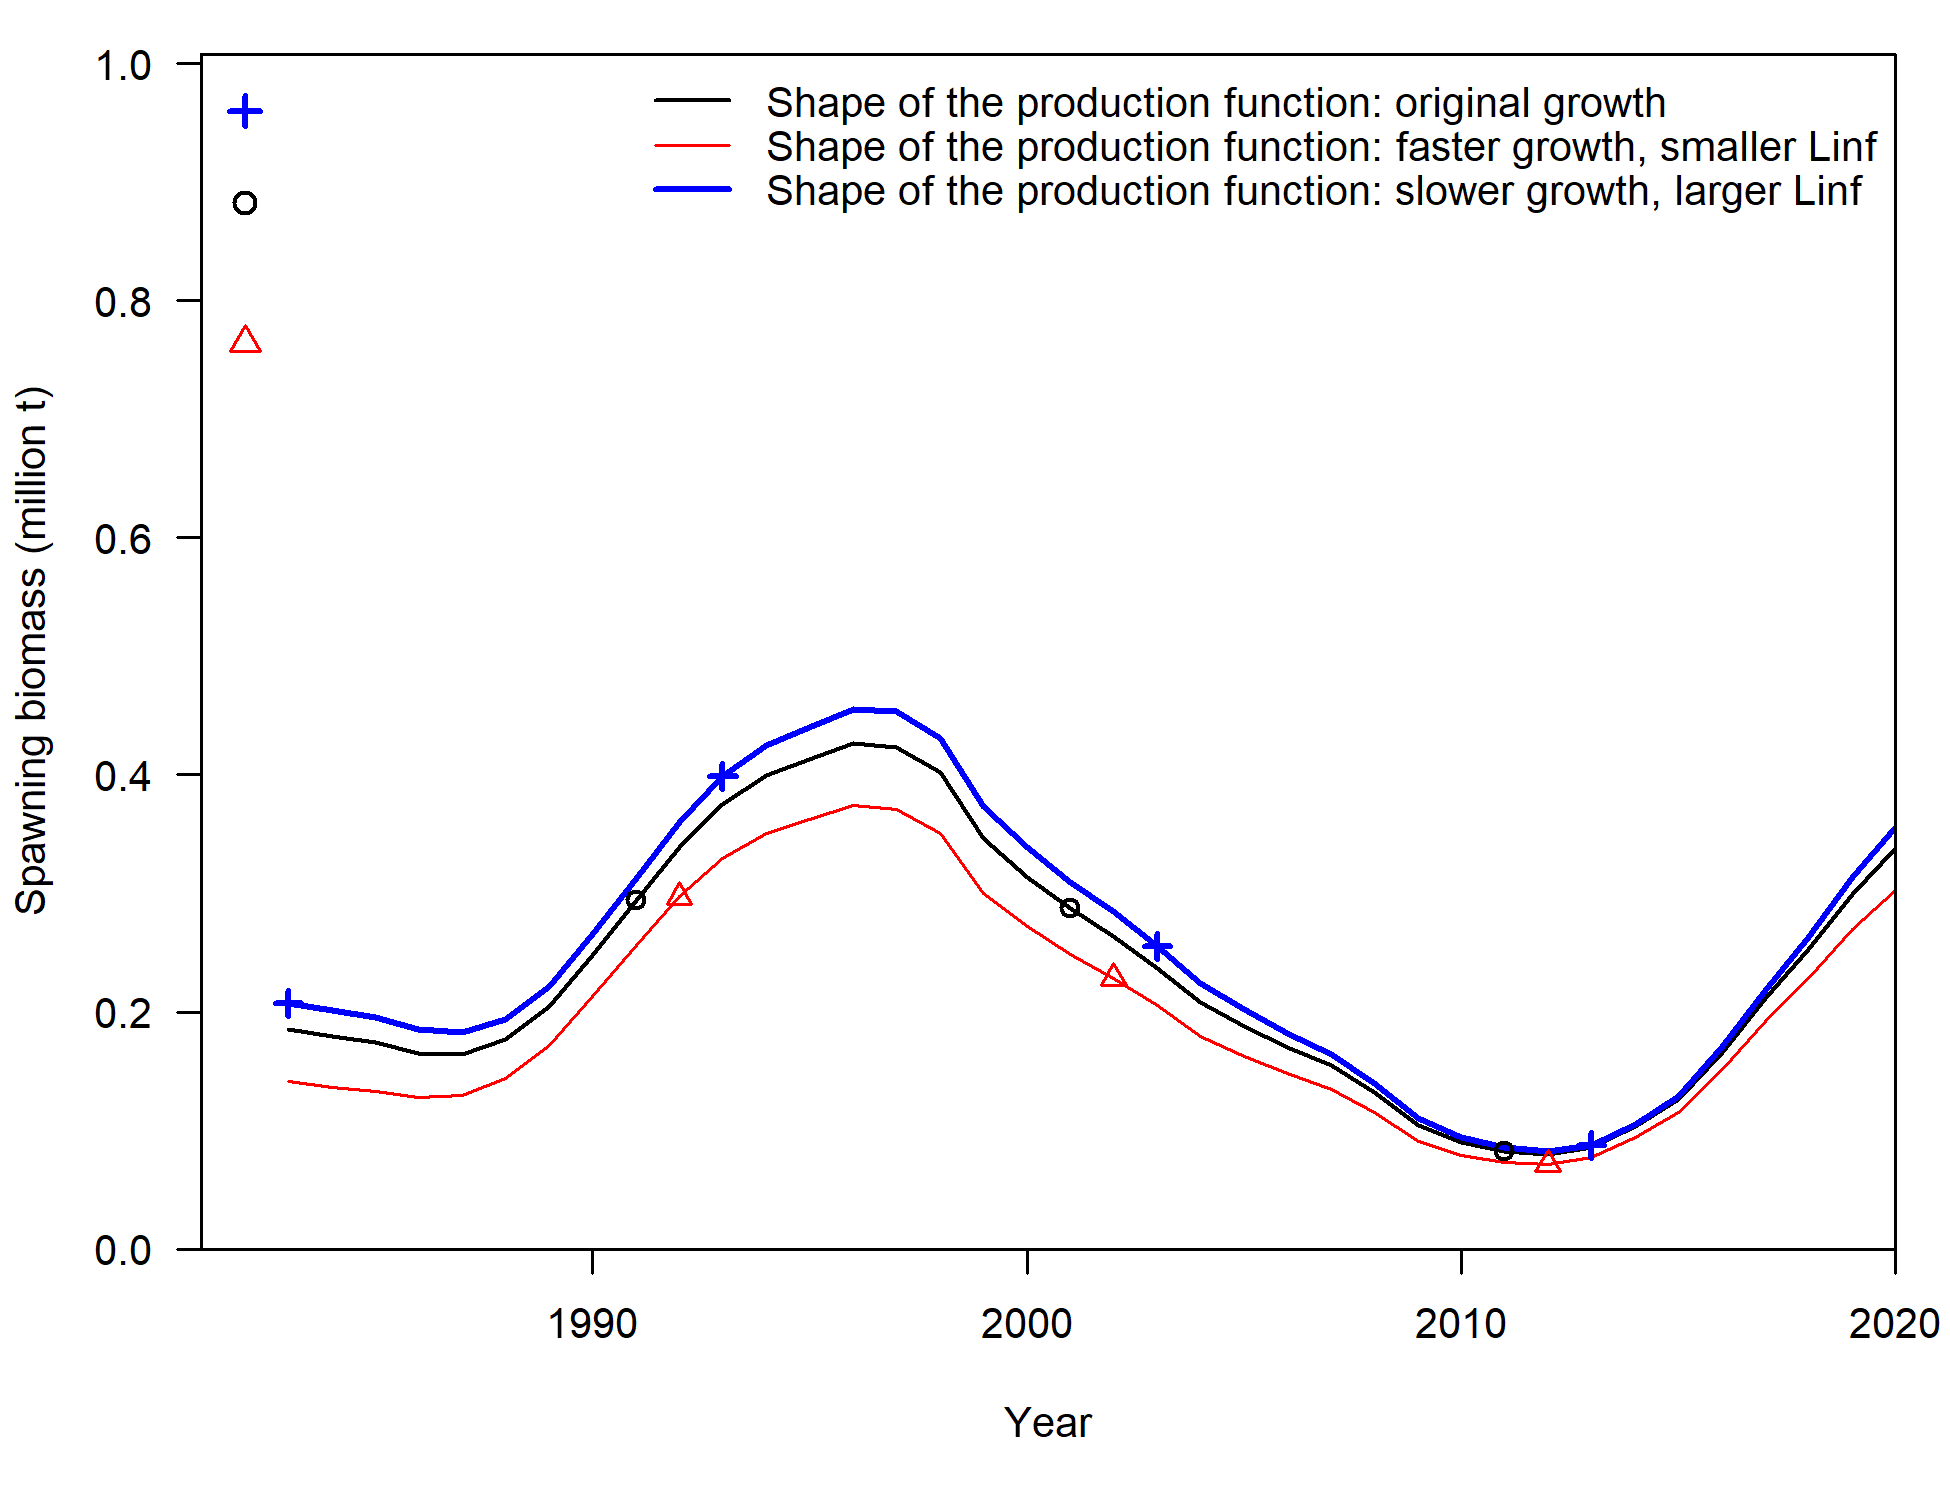 1.0
0.8
0.6
0.4
0.2
0.0
Spawning biomass (million t)
Shape of the production function: original growth
Shape of the production function: faster growth, smaller Linf
Shape of the production function: slower growth, larger Linf
1990 2000 2010 2020
Year